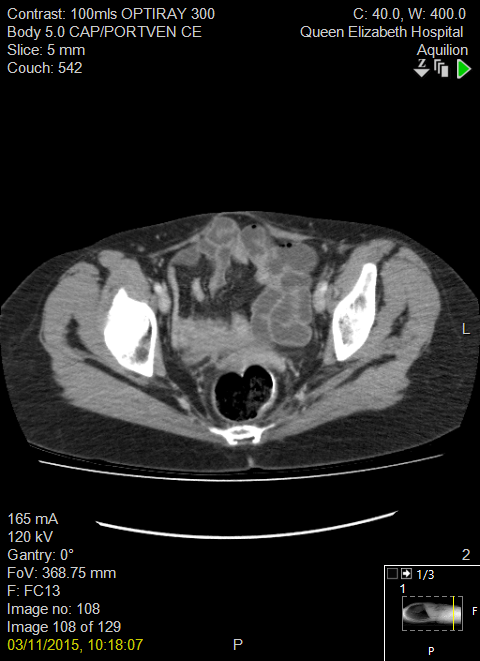 Contrast: 100mls OPTIRAY 300
Body 5.0 CAP/PORTVEN CE
Slice: 5 mm
Couch: 542
C: 40.0, W: 400.0
Queen Elizabeth Hospital
Aquilion
Z
L
165 mA
120 kV
Gantry: 0°
FoV: 368.75 mm
F: FC13
Image no: 108
Image 108 of 129
03/11/2015, 10:18:07
P
2
1/3
1
F
P